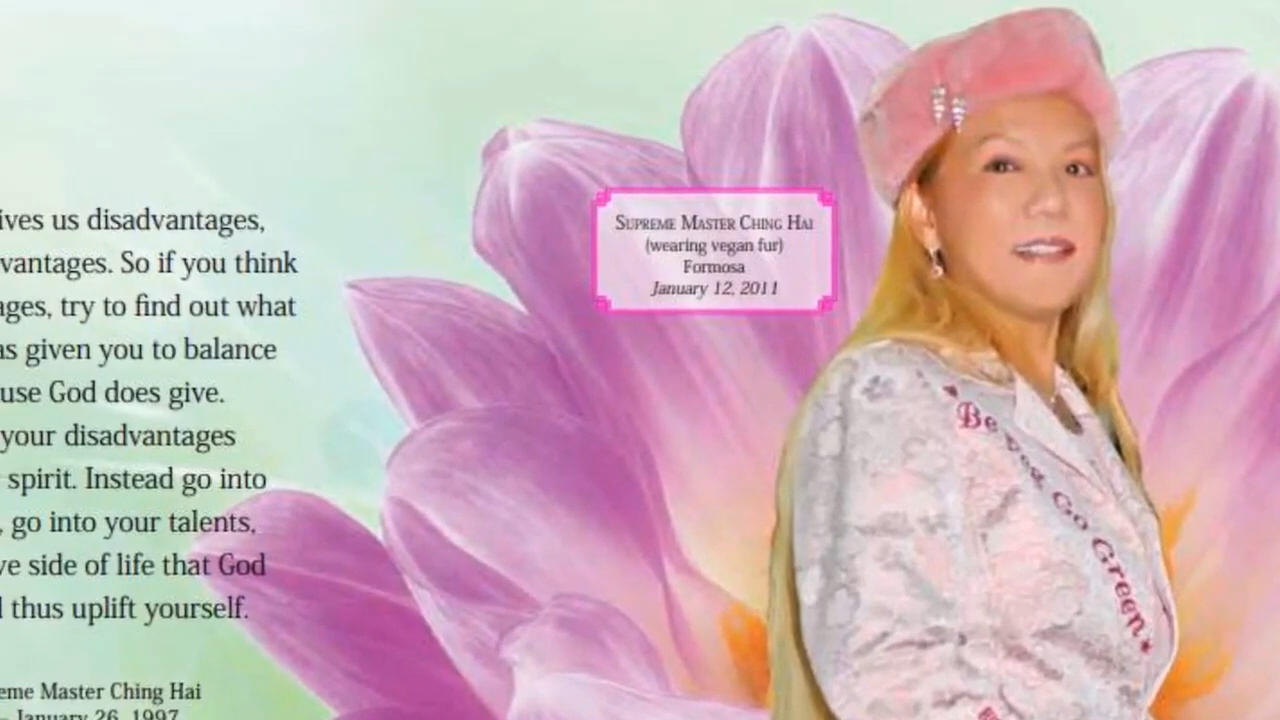 ives us disadvantages,
vantages. So if you think
ages, try to find out what
as given you to balance
use God does give.
your disadvantages
spirit. Instead go into
, go into your talents,
ve side of life that God
d thus uplift yourself.
eme Master Ching Hai
– January 26, 1997
SUPREME MASTER CHING HAI
(wearing vegan fur)
Formosa
January 12, 2011
Be Veg Go Green